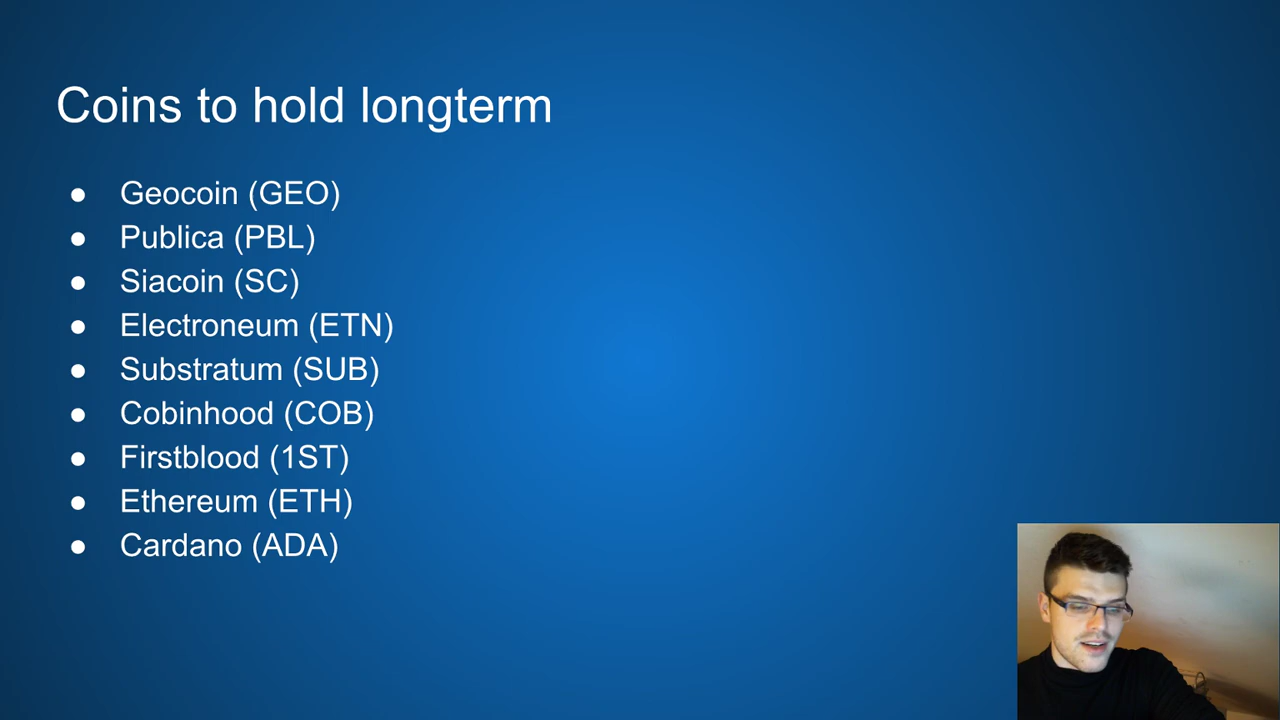 Coins to hold longterm
● Geocoin (GEO)
● Publica (PBL)
● Siacoin (SC)
● Electroneum (ETN)
● Substratum (SUB)
● Cobinhood (COB)
● Firstblood (1ST)
● Ethereum (ETH)
● Cardano (ADA)